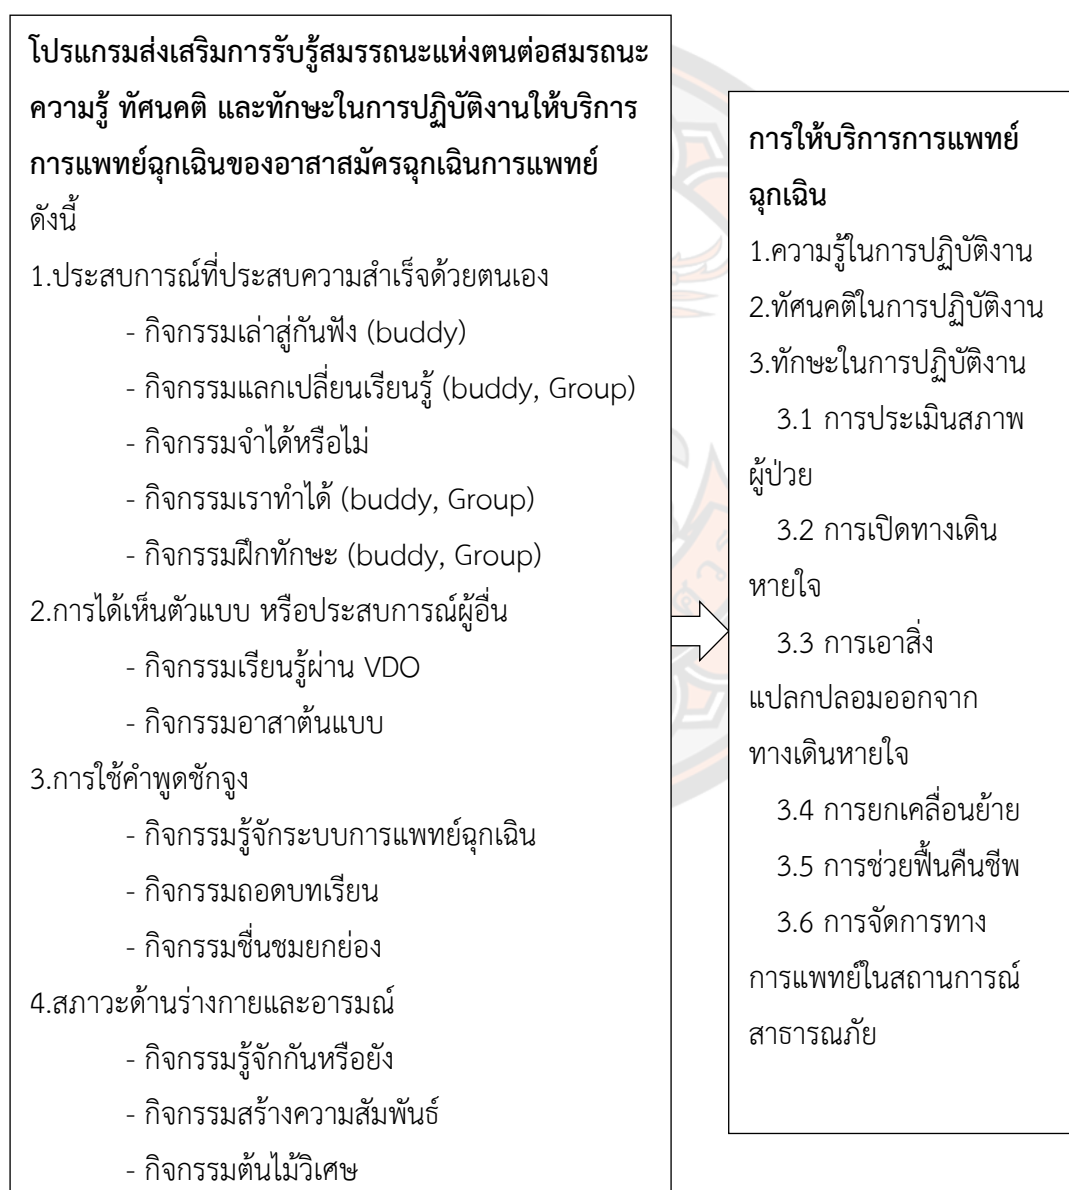 โปรแกรมส่งเสริมการรับรู้สมรรถนะแห่งตนต่อสมรถนะ
ความรู้ ทัศนคติ และทักษะในการปฏิบัติงานให้บริการ
การแพทย์ฉุกเฉินของอาสาสมัครฉุกเฉินการแพทย์
ดังนี้
1.ประสบการณ์ที่ประสบความสำเร็จด้วยตนเอง
- กิจกรรมเล่าสู่กันฟัง (buddy)
- กิจกรรมแลกเปลี่ยนเรียนรู้ (buddy, Group)
- กิจกรรมจำได้หรือไม่
- กิจกรรมเราทำได้ (buddy, Group)
- กิจกรรมฝึกทักษะ (buddy, Group)
2.การได้เห็นตัวแบบ หรือประสบการณ์ผู้อื่น
- กิจกรรมเรียนรู้ผ่าน VDO
- กิจกรรมอาสาต้นแบบ
3.การใช้คำพูดชักจูง
- กิจกรรมรู้จักระบบการแพทย์ฉุกเฉิน
- กิจกรรมถอดบทเรียน
- กิจกรรมชื่นชมยกย่อง
4.สภาวะด้านร่างกายและอารมณ์
- กิจกรรมรู้จักกันหรือยัง
- กิจกรรมสร้างความสัมพันธ์
- กิจกรรมต้นไม้วิเศษ
การให้บริการการแพทย์
ฉุกเฉิน
1.ความรู้ในการปฏิบัติงาน
2.ทัศนคติในการปฏิบัติงาน
3.ทักษะในการปฏิบัติงาน
3.1 การประเมินสภาพ
ผู้ป่วย
3.2 การเปิดทางเดิน
หายใจ
3.3 การเอาสิ่ง
แปลกปลอมออกจาก
ทางเดินหายใจ
3.4 การยกเคลื่อนย้าย
3.5 การช่วยฟื้นคืนชีพ
3.6 การจัดการทาง
การแพทย์ในสถานการณ์
สาธารณภัย